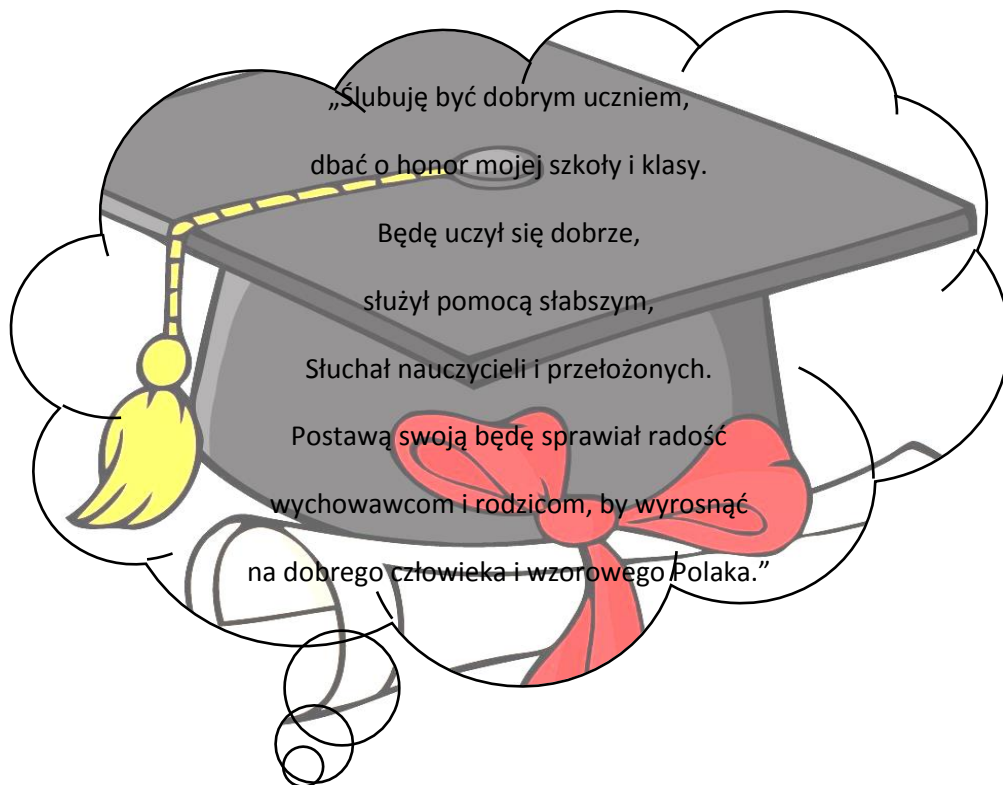 „Ślubuję być dobrym uczniem,
dbać o honor mojej szkoły i klasy.
Będę uczył się dobrze,
służył pomocą słabszym,
Słuchał nauczycieli i przełożonych.
Postawą swoją będę sprawiał radość
wychowawcom i rodzicom, by wyrosnąć
na dobrego człowieka i wzorowego Polaka.”